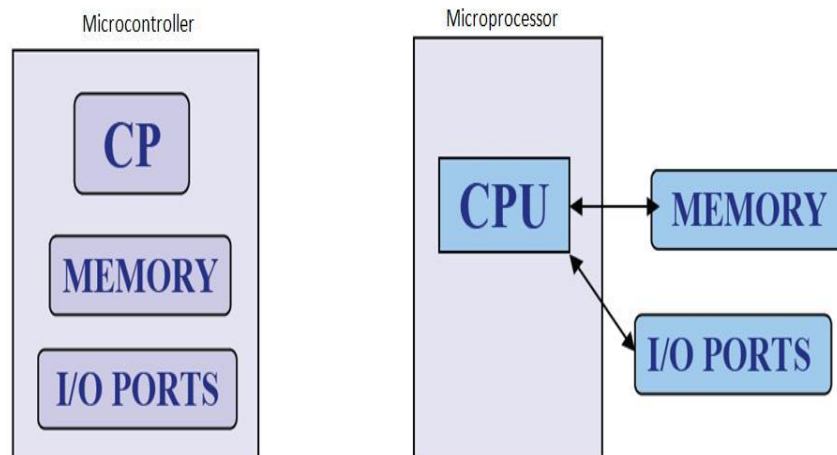 Microcontroller
CP
MEMORY
I/O PORTS
Microprocessor
CPU
MEMORY
I/O PORTS